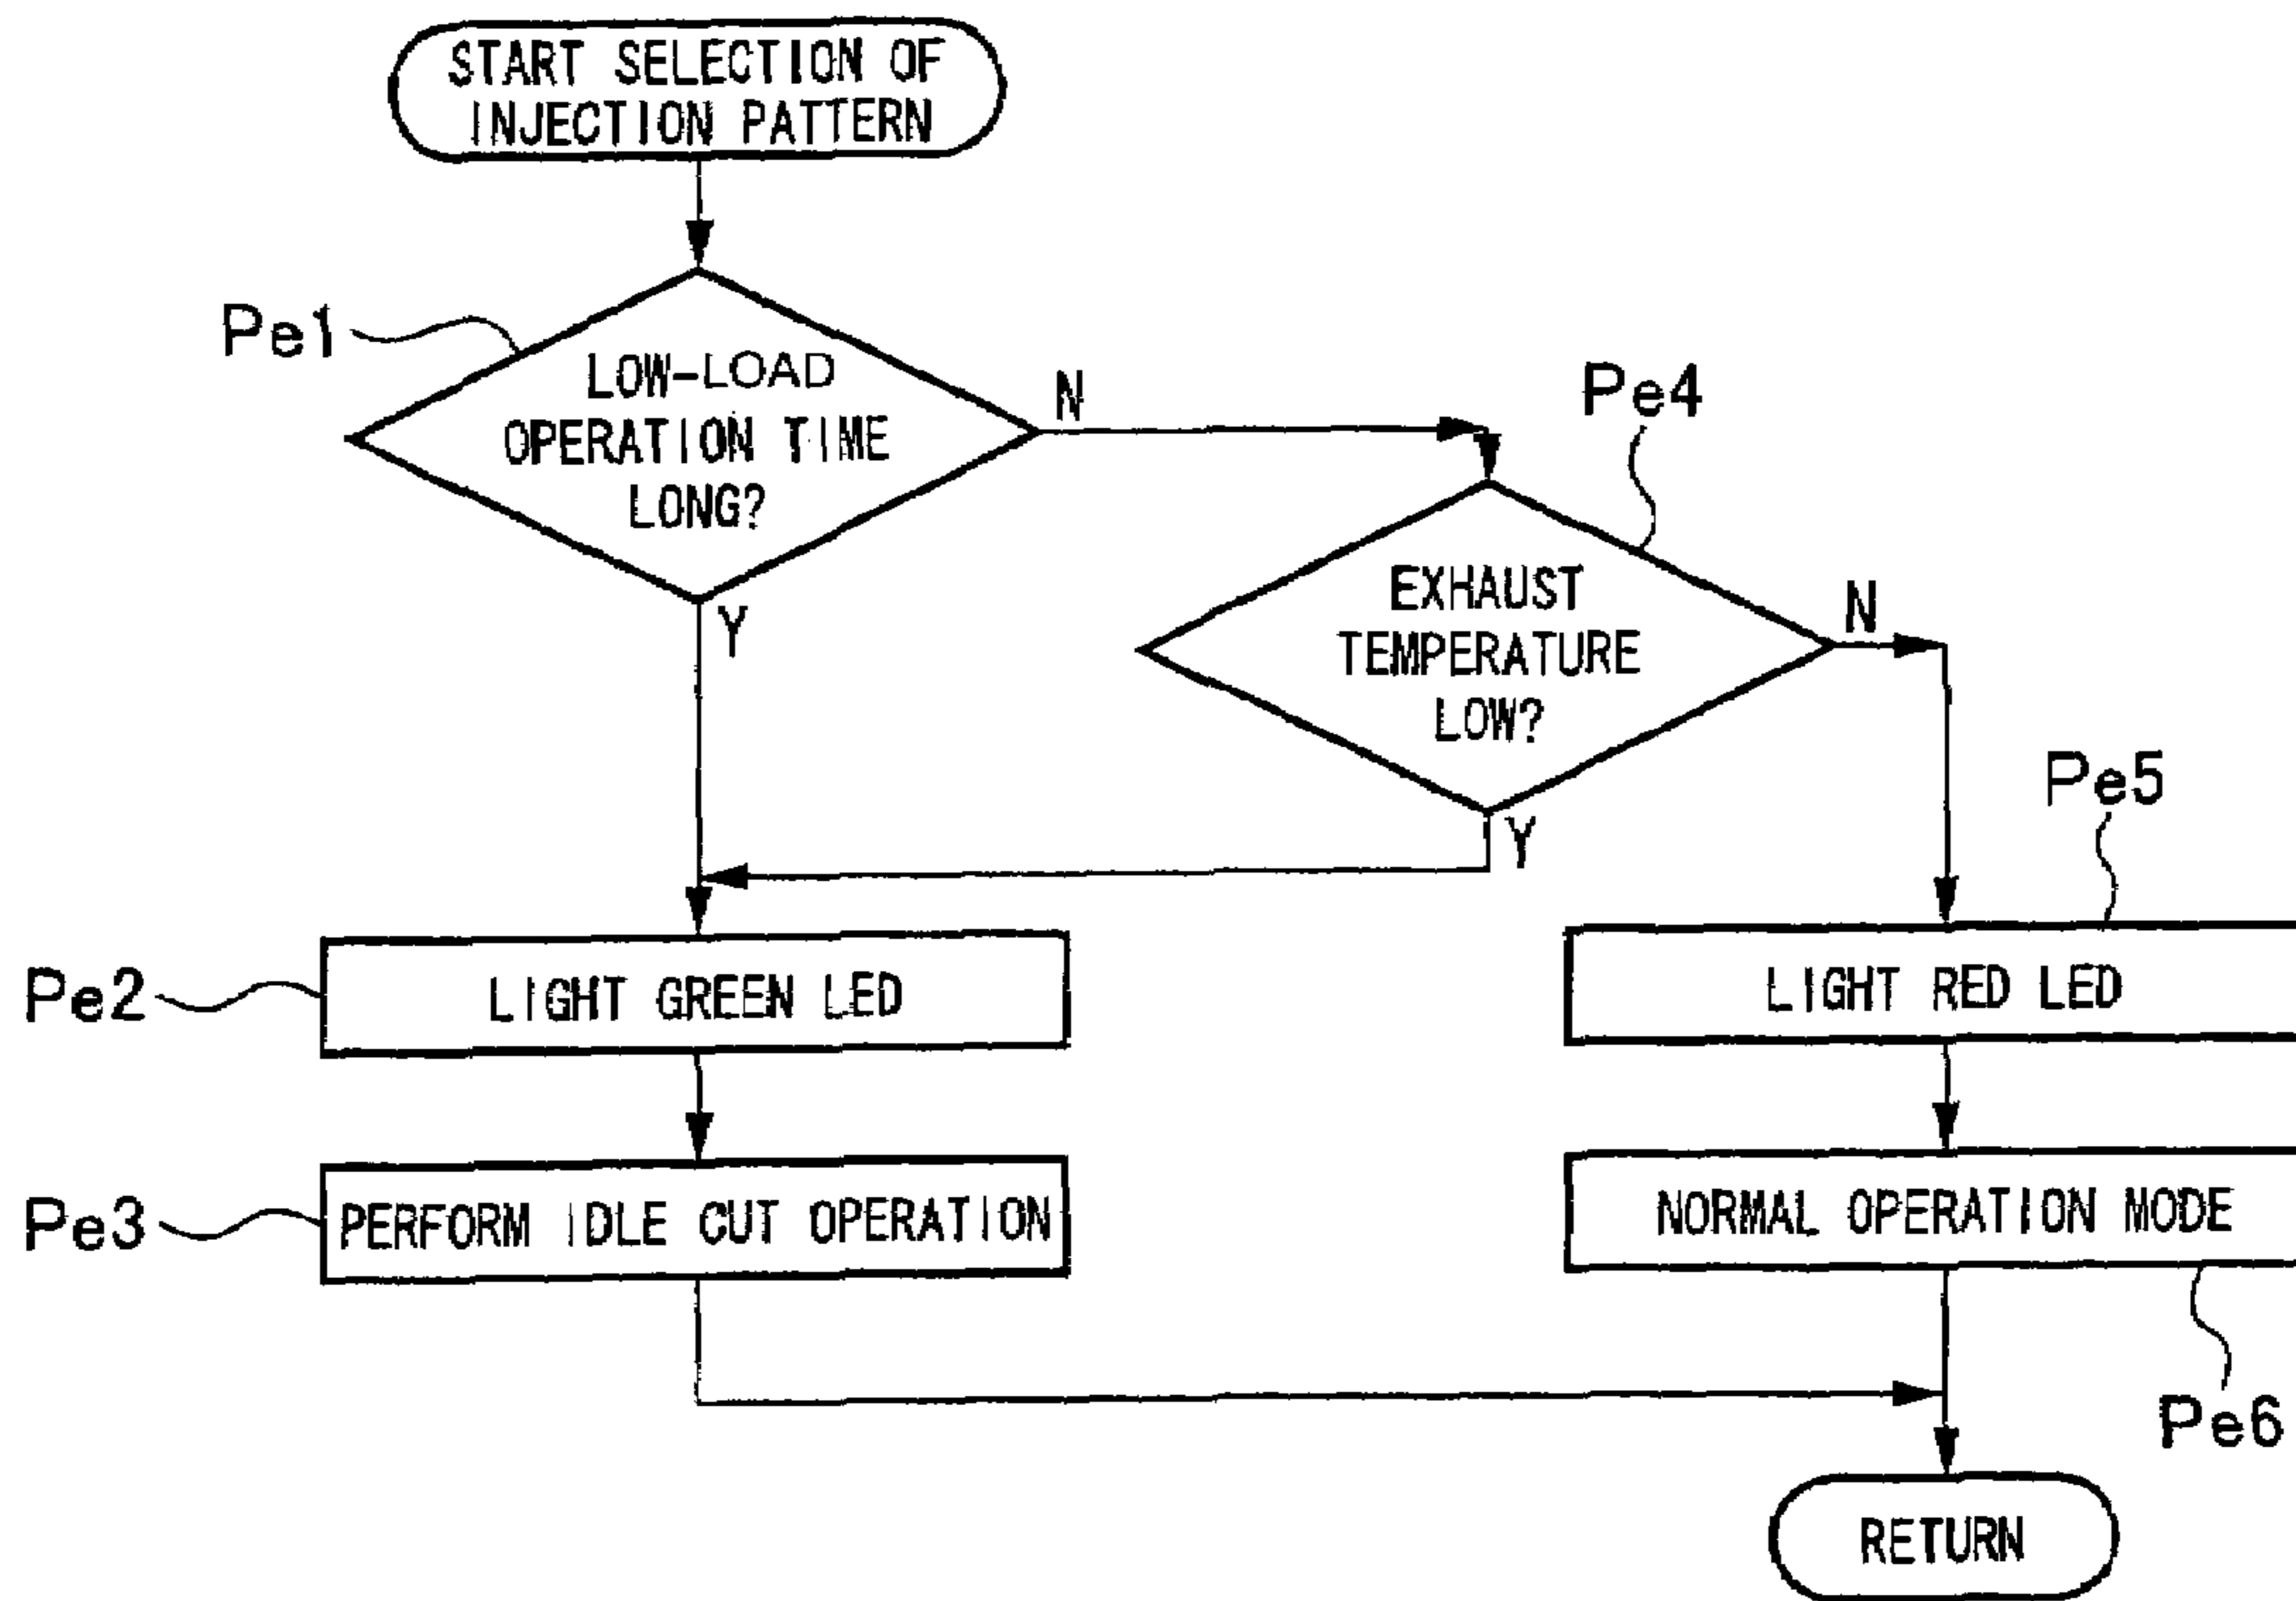 START SELECTION OF
INJECTION PATTERN
Pe1
LOW-LOAD
OPERATION TIME
LONG?
N
Y
Pe4
EXHAUST
TEMPERATURE
LOW?
N
Y
Pe5
Pe2
LIGHT GREEN LED
LIGHT RED LED
Pe3
PERFORM IDLE CUT OPERATION
NORMAL OPERATION MODE
Pe6
RETURN